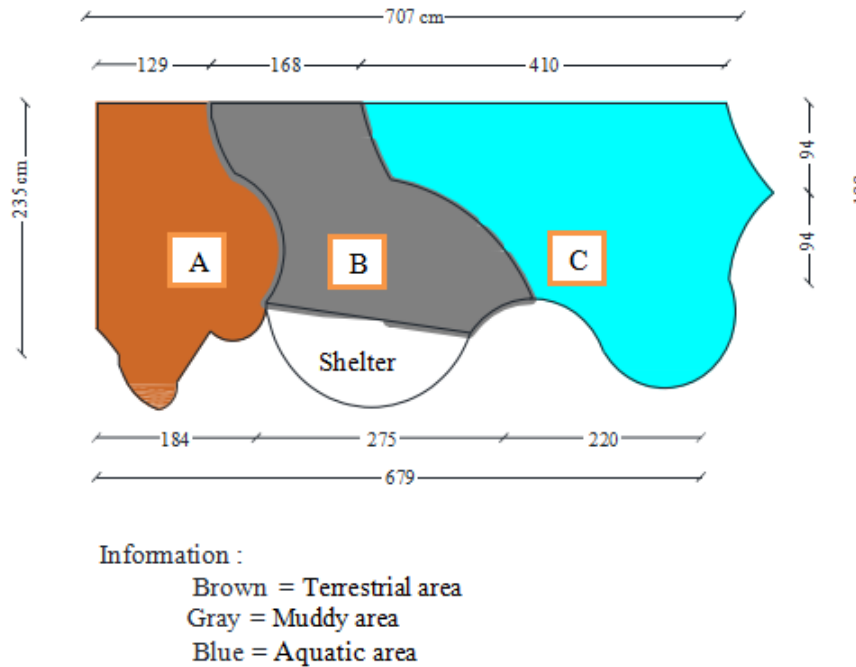 707 cm
129 168 410
235 cm
94
94
A B C
Shelter
184 275 220
679
Information :
Brown = Terrestrial area
Gray = Muddy area
Blue = Aquatic area